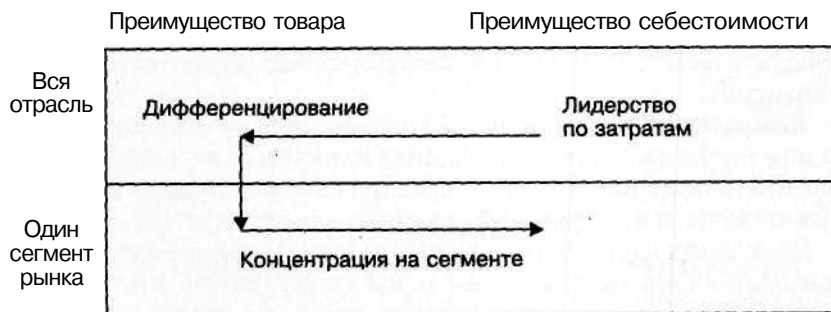 Преимущество товара Преимущество себестоимости
Вся
отрасль
Дифференцирование
Лидерство
по затратам
Один
сегмент
рынка
Концентрация на сегменте